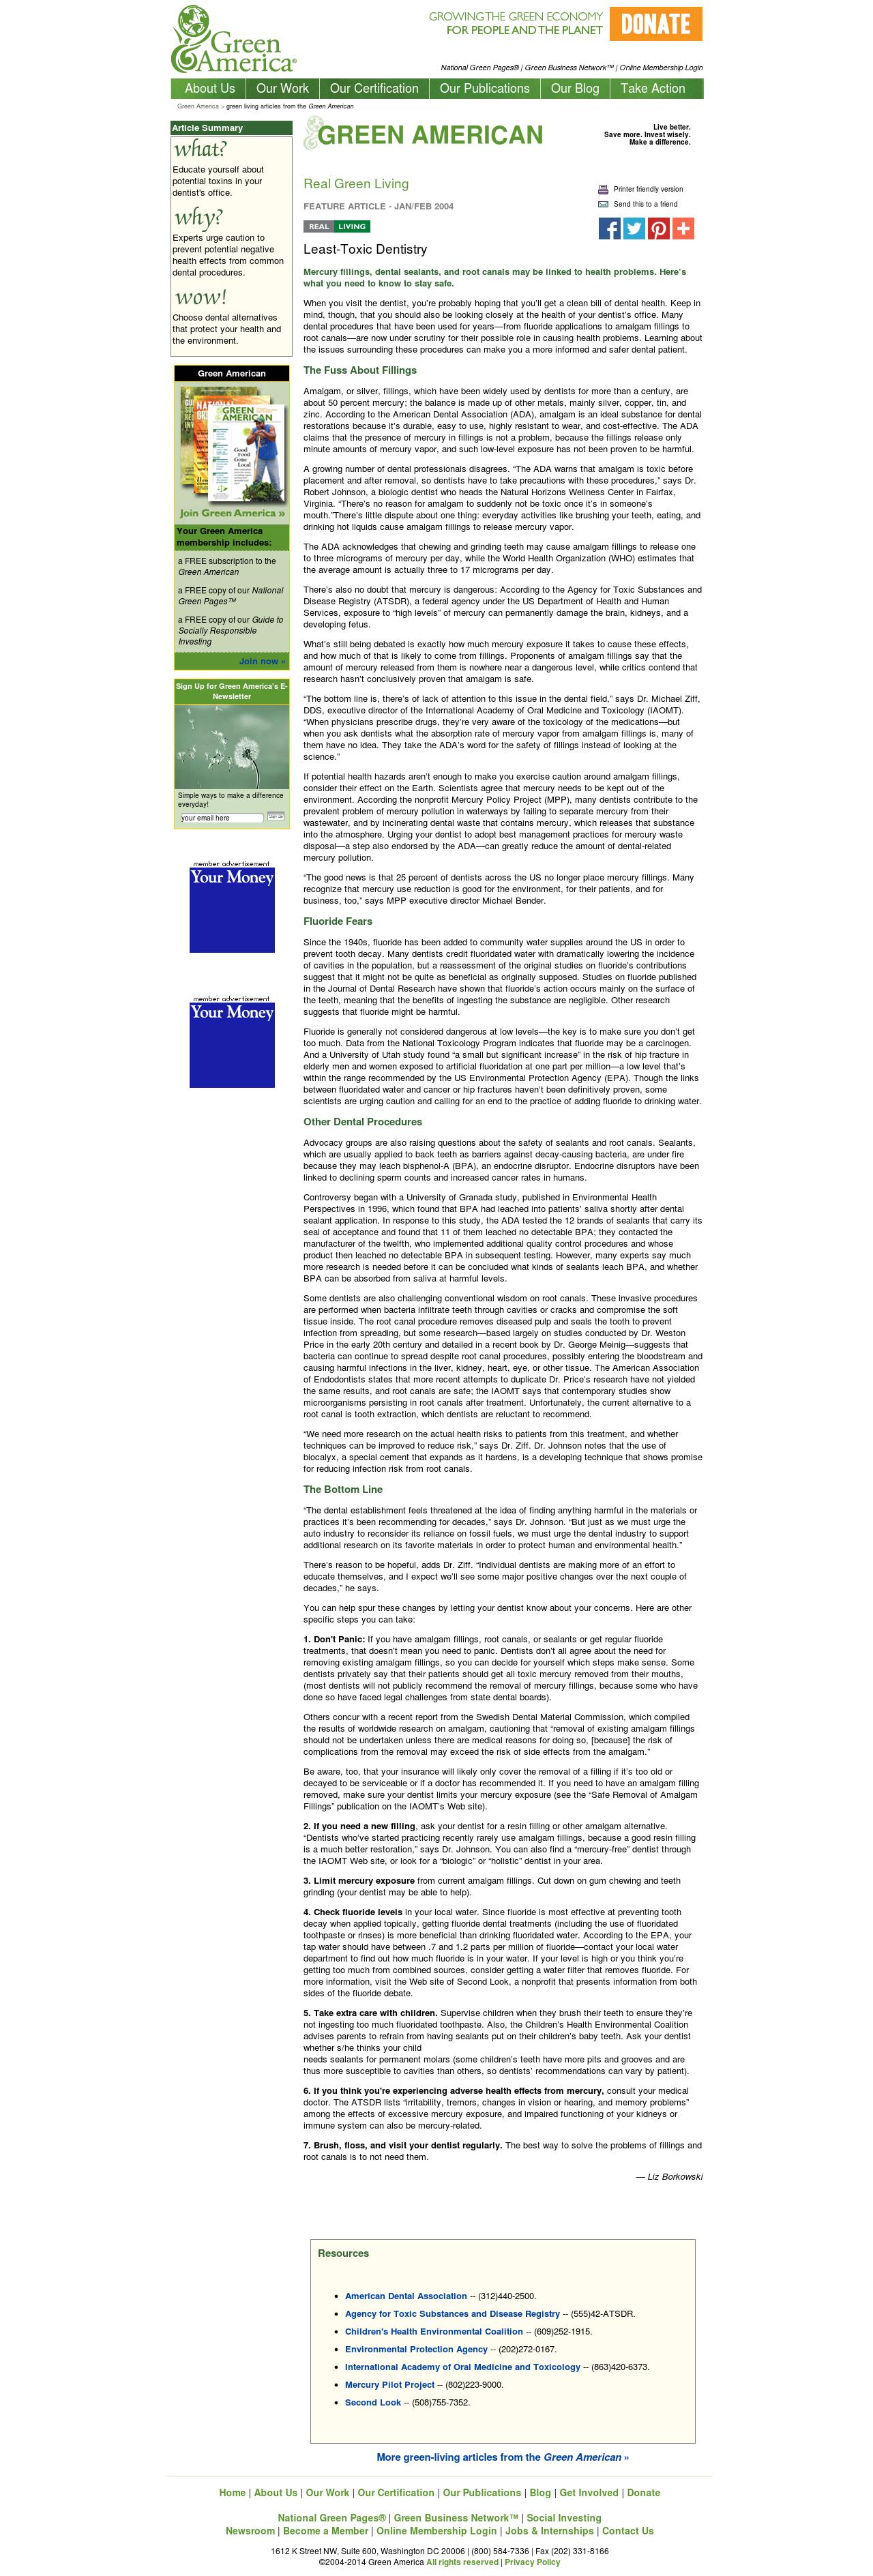 Green
America®
GROWING THE GREEN ECONOMY
FOR PEOPLE AND THE PLANET
DONATE
National Green Pages® | Green Business Network™ | Online Membership Login
About Us
Our Work
Our Certification
Our Publications
Our Blog
Take Action
Green America > green living articles from the Green American
Article Summary
what?
Educate yourself about
potential toxins in your
dentist's office.
why?
Experts urge caution to
prevent potential negative
health effects from common
dental procedures.
wow!
Choose dental alternatives
that protect your health and
the environment.
Green American
GREEN
AMERICAN
Good
Food
Gone
Local
Join Green America »
Your Green America
membership includes:
a FREE subscription to the
Green American
a FREE copy of our National
Green Pages™
a FREE copy of our Guide to
Socially Responsible
Investing
Join now »
Sign Up for Green America's E-
Newsletter
Simple ways to make a difference
everyday!
your email here
Sign Up
member advertisement
Your Money
member advertisement
Your Money
GREEN AMERICAN
Live better.
Save more. Invest wisely.
Make a difference.
Real Green Living
Printer friendly version
Send this to a friend
FEATURE ARTICLE - JAN/FEB 2004
REAL LIVING
Least-Toxic Dentistry
Mercury fillings, dental sealants, and root canals may be linked to health problems. Here's
what you need to know to stay safe.
When you visit the dentist, you're probably hoping that you'll get a clean bill of dental health. Keep in
mind, though, that you should also be looking closely at the health of your dentist's office. Many
dental procedures that have been used for years—from fluoride applications to amalgam fillings to
root canals—are now under scrutiny for their possible role in causing health problems. Learning about
the issues surrounding these procedures can make you a more informed and safer dental patient.
The Fuss About Fillings
Amalgam, or silver, fillings, which have been widely used by dentists for more than a century, are
about 50 percent mercury; the balance is made up of other metals, mainly silver, copper, tin, and
zinc. According to the American Dental Association (ADA), amalgam is an ideal substance for dental
restorations because it's durable, easy to use, highly resistant to wear, and cost-effective. The ADA
claims that the presence of mercury in fillings is not a problem, because the fillings release only
minute amounts of mercury vapor, and such low-level exposure has not been proven to be harmful.
A growing number of dental professionals disagrees. “The ADA warns that amalgam is toxic before
placement and after removal, so dentists have to take precautions with these procedures,” says Dr.
Robert Johnson, a biologic dentist who heads the Natural Horizons Wellness Center in Fairfax,
Virginia. “There's no reason for amalgam to suddenly not be toxic once it's in someone's
mouth.”There's little dispute about one thing: everyday activities like brushing your teeth, eating, and
drinking hot liquids cause amalgam fillings to release mercury vapor.
The ADA acknowledges that chewing and grinding teeth may cause amalgam fillings to release one
to three micrograms of mercury per day, while the World Health Organization (WHO) estimates that
the average amount is actually three to 17 micrograms per day.
There's also no doubt that mercury is dangerous: According to the Agency for Toxic Substances and
Disease Registry (ATSDR), a federal agency under the US Department of Health and Human
Services, exposure to “high levels” of mercury can permanently damage the brain, kidneys, and a
developing fetus.
What's still being debated is exactly how much mercury exposure it takes to cause these effects,
and how much of that is likely to come from fillings. Proponents of amalgam fillings say that the
amount of mercury released from them is nowhere near a dangerous level, while critics contend that
research hasn't conclusively proven that amalgam is safe.
“The bottom line is, there's of lack of attention to this issue in the dental field,” says Dr. Michael Ziff,
DDS, executive director of the International Academy of Oral Medicine and Toxicology (IAOMT).
“When physicians prescribe drugs, they're very aware of the toxicology of the medications—but
when you ask dentists what the absorption rate of mercury vapor from amalgam fillings is, many of
them have no idea. They take the ADA's word for the safety of fillings instead of looking at the
science.”
If potential health hazards aren't enough to make you exercise caution around amalgam fillings,
consider their effect on the Earth. Scientists agree that mercury needs to be kept out of the
environment. According the nonprofit Mercury Policy Project (MPP), many dentists contribute to the
prevalent problem of mercury pollution in waterways by failing to separate mercury from their
wastewater, and by incinerating dental waste that contains mercury, which releases that substance
into the atmosphere. Urging your dentist to adopt best management practices for mercury waste
disposal—a step also endorsed by the ADA—can greatly reduce the amount of dental-related
mercury pollution.
“The good news is that 25 percent of dentists across the US no longer place mercury fillings. Many
recognize that mercury use reduction is good for the environment, for their patients, and for
business, too,” says MPP executive director Michael Bender.
Fluoride Fears
Since the 1940s, fluoride has been added to community water supplies around the US in order to
prevent tooth decay. Many dentists credit fluoridated water with dramatically lowering the incidence
of cavities in the population, but a reassessment of the original studies on fluoride's contributions
suggest that it might not be quite as beneficial as originally supposed. Studies on fluoride published
in the Journal of Dental Research have shown that fluoride's action occurs mainly on the surface of
the teeth, meaning that the benefits of ingesting the substance are negligible. Other research
suggests that fluoride might be harmful.
Fluoride is generally not considered dangerous at low levels—the key is to make sure you don't get
too much. Data from the National Toxicology Program indicates that fluoride may be a carcinogen.
And a University of Utah study found “a small but significant increase” in the risk of hip fracture in
elderly men and women exposed to artificial fluoridation at one part per million—a low level that's
within the range recommended by the US Environmental Protection Agency (EPA). Though the links
between fluoridated water and cancer or hip fractures haven't been definitively proven, some
scientists are urging caution and calling for an end to the practice of adding fluoride to drinking water.
Other Dental Procedures
Advocacy groups are also raising questions about the safety of sealants and root canals. Sealants,
which are usually applied to back teeth as barriers against decay-causing bacteria, are under fire
because they may leach bisphenol-A (BPA), an endocrine disruptor. Endocrine disruptors have been
linked to declining sperm counts and increased cancer rates in humans.
Controversy began with a University of Granada study, published in Environmental Health
Perspectives in 1996, which found that BPA had leached into patients' saliva shortly after dental
sealant application. In response to this study, the ADA tested the 12 brands of sealants that carry its
seal of acceptance and found that 11 of them leached no detectable BPA; they contacted the
manufacturer of the twelfth, who implemented additional quality control procedures and whose
product then leached no detectable BPA in subsequent testing. However, many experts say much
more research is needed before it can be concluded what kinds of sealants leach BPA, and whether
BPA can be absorbed from saliva at harmful levels.
Some dentists are also challenging conventional wisdom on root canals. These invasive procedures
are performed when bacteria infiltrate teeth through cavities or cracks and compromise the soft
tissue inside. The root canal procedure removes diseased pulp and seals the tooth to prevent
infection from spreading, but some research—based largely on studies conducted by Dr. Weston
Price in the early 20th century and detailed in a recent book by Dr. George Meinig—suggests that
bacteria can continue to spread despite root canal procedures, possibly entering the bloodstream and
causing harmful infections in the liver, kidney, heart, eye, or other tissue. The American Association
of Endodontists states that more recent attempts to duplicate Dr. Price's research have not yielded
the same results, and root canals are safe; the IAOMT says that contemporary studies show
microorganisms persisting in root canals after treatment. Unfortunately, the current alternative to a
root canal is tooth extraction, which dentists are reluctant to recommend.
“We need more research on the actual health risks to patients from this treatment, and whether
techniques can be improved to reduce risk,” says Dr. Ziff. Dr. Johnson notes that the use of
biocalyx, a special cement that expands as it hardens, is a developing technique that shows promise
for reducing infection risk from root canals.
The Bottom Line
“The dental establishment feels threatened at the idea of finding anything harmful in the materials or
practices it's been recommending for decades,” says Dr. Johnson. “But just as we must urge the
auto industry to reconsider its reliance on fossil fuels, we must urge the dental industry to support
additional research on its favorite materials in order to protect human and environmental health.”
There's reason to be hopeful, adds Dr. Ziff. “Individual dentists are making more of an effort to
educate themselves, and I expect we'll see some major positive changes over the next couple of
decades,” he says.
You can help spur these changes by letting your dentist know about your concerns. Here are other
specific steps you can take:
1. Don't Panic: If you have amalgam fillings, root canals, or sealants or get regular fluoride
treatments, that doesn't mean you need to panic. Dentists don't all agree about the need for
removing existing amalgam fillings, so you can decide for yourself which steps make sense. Some
dentists privately say that their patients should get all toxic mercury removed from their mouths,
(most dentists will not publicly recommend the removal of mercury fillings, because some who have
done so have faced legal challenges from state dental boards).
Others concur with a recent report from the Swedish Dental Material Commission, which compiled
the results of worldwide research on amalgam, cautioning that “removal of existing amalgam fillings
should not be undertaken unless there are medical reasons for doing so, [because] the risk of
complications from the removal may exceed the risk of side effects from the amalgam.”
Be aware, too, that your insurance will likely only cover the removal of a filling if it's too old or
decayed to be serviceable or if a doctor has recommended it. If you need to have an amalgam filling
removed, make sure your dentist limits your mercury exposure (see the “Safe Removal of Amalgam
Fillings” publication on the IAOMT's Web site).
2. If you need a new filling, ask your dentist for a resin filling or other amalgam alternative.
“Dentists who've started practicing recently rarely use amalgam fillings, because a good resin filling
is a much better restoration,” says Dr. Johnson. You can also find a “mercury-free” dentist through
the IAOMT Web site, or look for a “biologic” or “holistic” dentist in your area.
3. Limit mercury exposure from current amalgam fillings. Cut down on gum chewing and teeth
grinding (your dentist may be able to help).
4. Check fluoride levels in your local water. Since fluoride is most effective at preventing tooth
decay when applied topically, getting fluoride dental treatments (including the use of fluoridated
toothpaste or rinses) is more beneficial than drinking fluoridated water. According to the EPA, your
tap water should have between .7 and 1.2 parts per million of fluoride—contact your local water
department to find out how much fluoride is in your water. If your level is high or you think you're
getting too much from combined sources, consider getting a water filter that removes fluoride. For
more information, visit the Web site of Second Look, a nonprofit that presents information from both
sides of the fluoride debate.
5. Take extra care with children. Supervise children when they brush their teeth to ensure they're
not ingesting too much fluoridated toothpaste. Also, the Children's Health Environmental Coalition
advises parents to refrain from having sealants put on their children's baby teeth. Ask your dentist
whether s/he thinks your child
needs sealants for permanent molars (some children's teeth have more pits and grooves and are
thus more susceptible to cavities than others, so dentists' recommendations can vary by patient).
6. If you think you're experiencing adverse health effects from mercury, consult your medical
doctor. The ATSDR lists “irritability, tremors, changes in vision or hearing, and memory problems”
among the effects of excessive mercury exposure, and impaired functioning of your kidneys or
immune system can also be mercury-related.
7. Brush, floss, and visit your dentist regularly. The best way to solve the problems of fillings and
root canals is to not need them.
— Liz Borkowski
Resources
• American Dental Association -- (312)440-2500.
• Agency for Toxic Substances and Disease Registry -- (555)42-ATSDR.
• Children's Health Environmental Coalition -- (609)252-1915.
• Environmental Protection Agency -- (202)272-0167.
• International Academy of Oral Medicine and Toxicology -- (863)420-6373.
• Mercury Pilot Project -- (802)223-9000.
• Second Look -- (508)755-7352.
More green-living articles from the Green American »
Home | About Us | Our Work | Our Certification | Our Publications | Blog | Get Involved | Donate
National Green Pages® | Green Business Network™ | Social Investing
Newsroom | Become a Member | Online Membership Login | Jobs & Internships | Contact Us
1612 K Street NW, Suite 600, Washington DC 20006 | (800) 584-7336 | Fax (202) 331-8166
©2004-2014 Green America All rights reserved | Privacy Policy